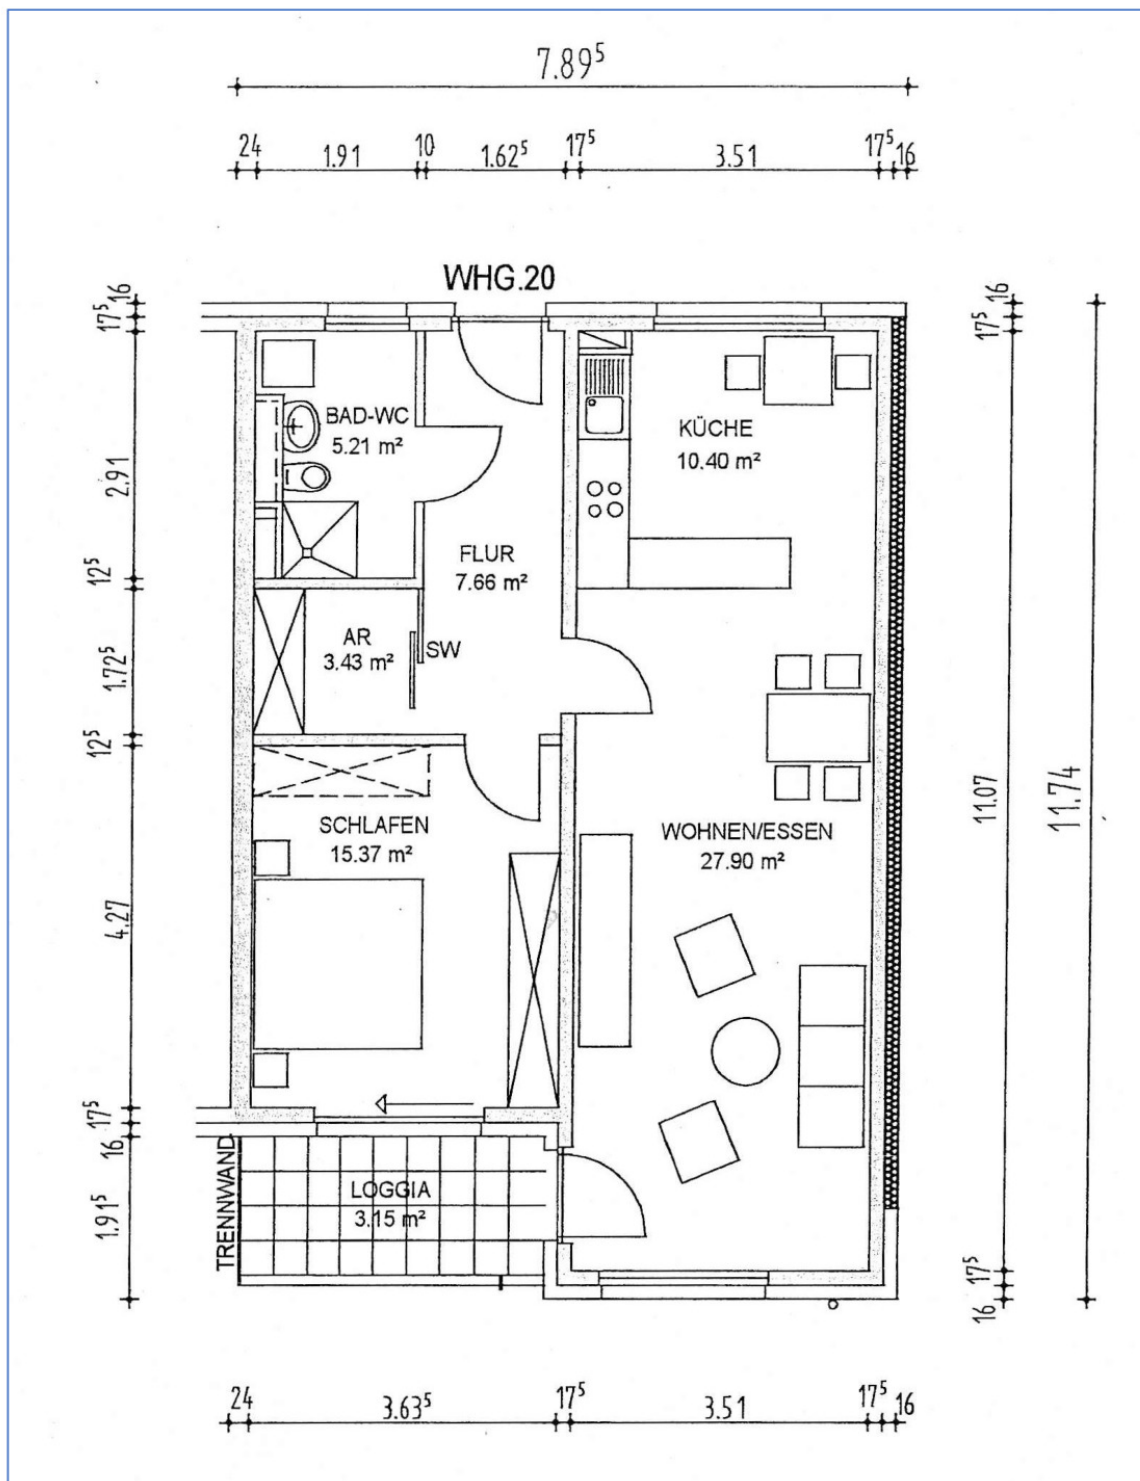 7.89⁵
24 1.91 10 1.62⁵ 17⁵ 3.51 17⁵ 16
WHG.20
16
17⁵
2.91
12⁵
1.72⁵
12⁵
4.27
17⁵
16
1.91⁵
BAD-WC
5.21 m²
KÜCHE
10.40 m²
FLUR
7.66 m²
AR
3.43 m²
SW
SCHLAFEN
15.37 m²
WOHNEN/ESSEN
27.90 m²
TRENNWAND
LOGGIA
3.15 m²
16
17⁵
11.07
17⁵
16
11.74
24 3.63⁵ 17⁵ 3.51 17⁵ 16